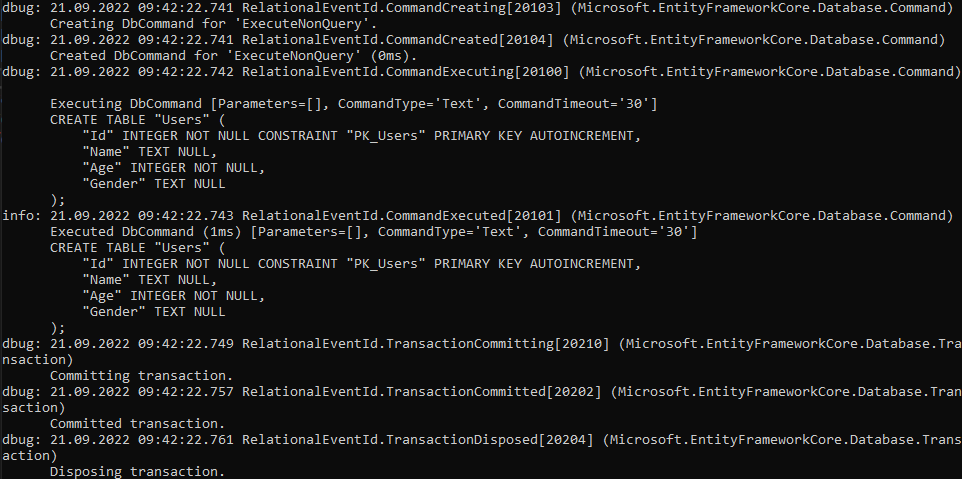 dbug: 21.09.2022 09:42:22.741 RelationalEventId.CommandCreating[20103] (Microsoft.EntityFrameworkCore.Database.Command)
      Creating DbCommand for 'ExecuteNonQuery'.
dbug: 21.09.2022 09:42:22.741 RelationalEventId.CommandCreated[20104] (Microsoft.EntityFrameworkCore.Database.Command)
      Created DbCommand for 'ExecuteNonQuery' (0ms).
dbug: 21.09.2022 09:42:22.742 RelationalEventId.CommandExecuting[20100] (Microsoft.EntityFrameworkCore.Database.Command)
      Executing DbCommand [Parameters=[], CommandType='Text', CommandTimeout='30']
      CREATE TABLE "Users" (
          "Id" INTEGER NOT NULL CONSTRAINT "PK_Users" PRIMARY KEY AUTOINCREMENT,
          "Name" TEXT NULL,
          "Age" INTEGER NOT NULL,
          "Gender" TEXT NULL
      );
info: 21.09.2022 09:42:22.743 RelationalEventId.CommandExecuted[20101] (Microsoft.EntityFrameworkCore.Database.Command)
      Executed DbCommand (1ms) [Parameters=[], CommandType='Text', CommandTimeout='30']
      CREATE TABLE "Users" (
          "Id" INTEGER NOT NULL CONSTRAINT "PK_Users" PRIMARY KEY AUTOINCREMENT,
          "Name" TEXT NULL,
          "Age" INTEGER NOT NULL,
          "Gender" TEXT NULL
      );
dbug: 21.09.2022 09:42:22.749 RelationalEventId.TransactionCommitting[20210] (Microsoft.EntityFrameworkCore.Database.Tra
nsaction)
      Committing transaction.
dbug: 21.09.2022 09:42:22.757 RelationalEventId.TransactionCommitted[20202] (Microsoft.EntityFrameworkCore.Database.Tran
saction)
      Committed transaction.
dbug: 21.09.2022 09:42:22.761 RelationalEventId.TransactionDisposed[20204] (Microsoft.EntityFrameworkCore.Database.Trans
action)
      Disposing transaction.